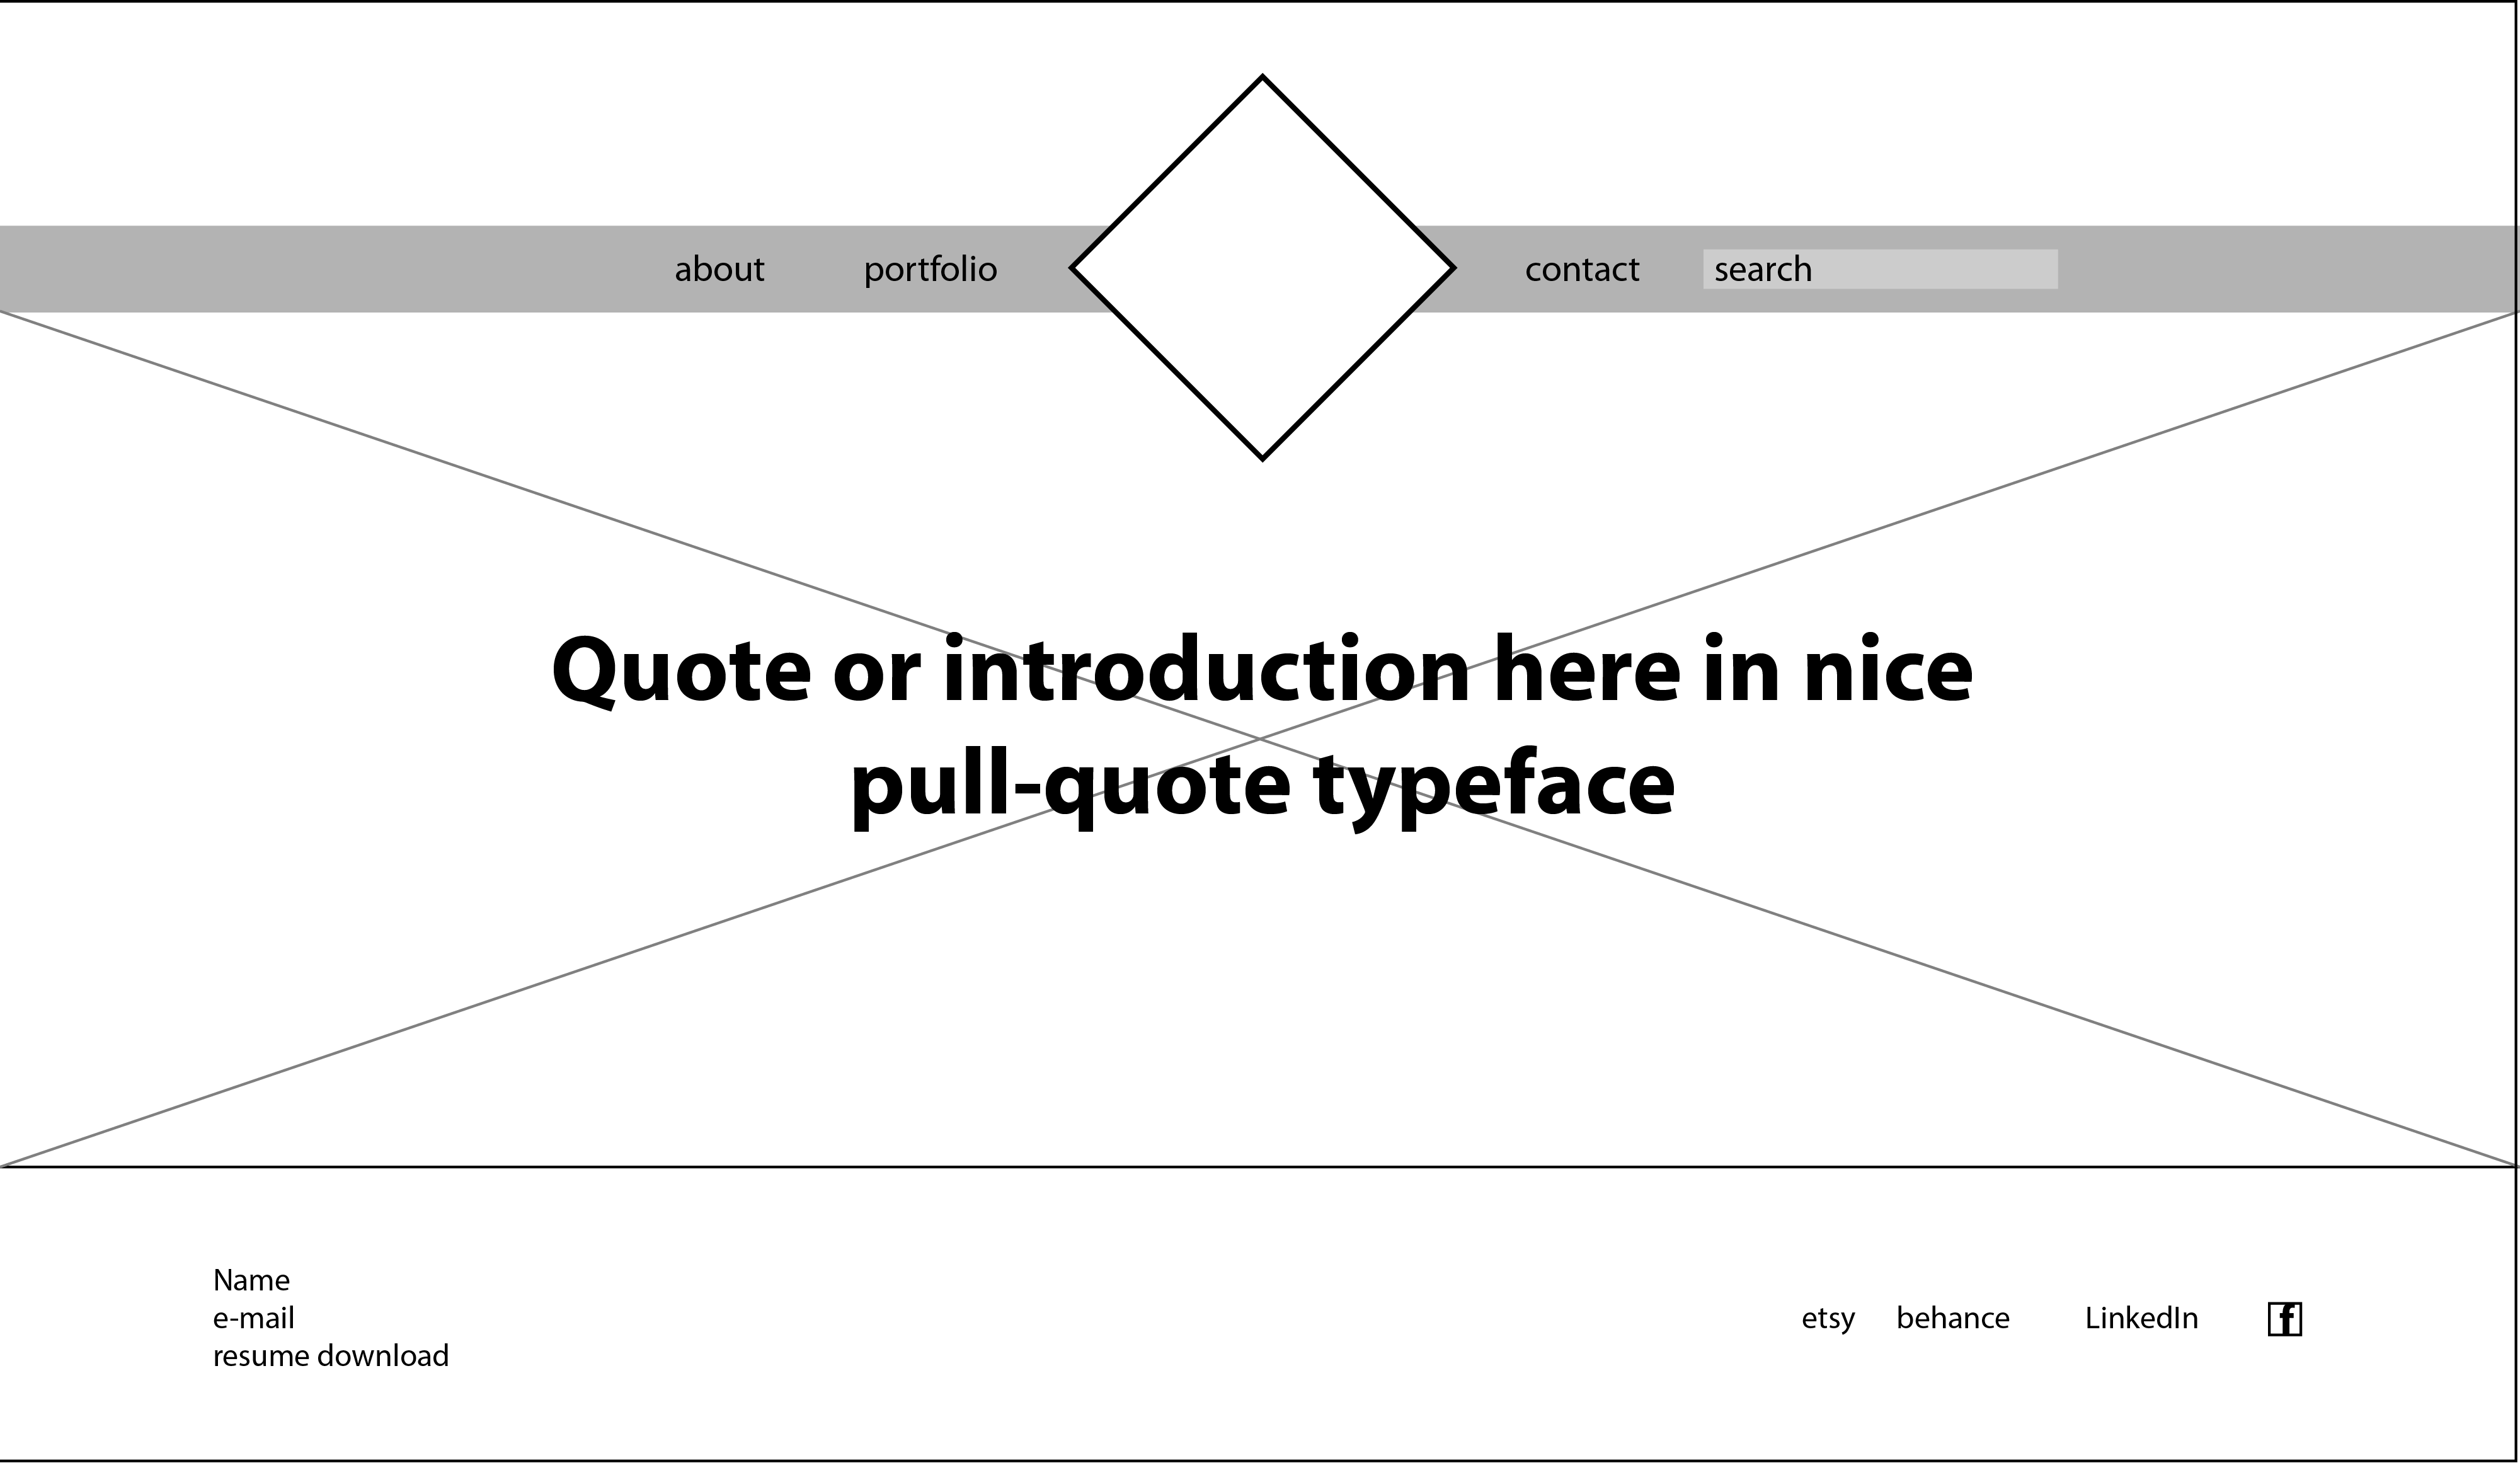 about portfolio contact search
Quote or introduction here in nice
pull-quote typeface
Name
e-mail
resume download
etsy behance LinkedIn f